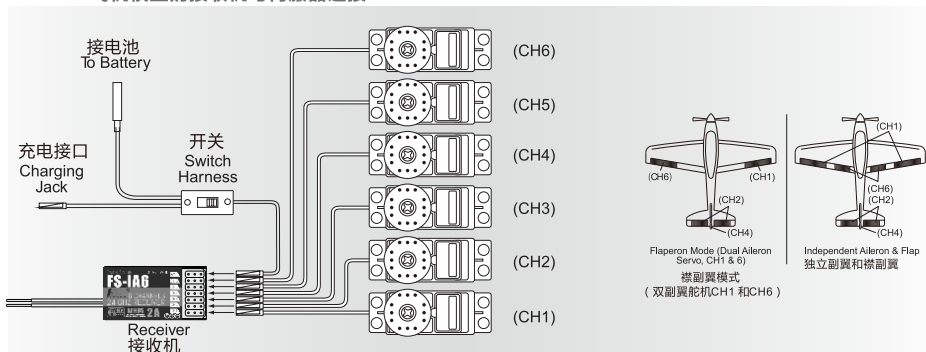 接电池
To Battery
充电接口
Charging
Jack
开关
Switch
Harness
(CH6)
(CH5)
(CH4)
(CH3)
(CH2)
(CH1)
FS-IA6
2A
Receiver
接收机
(CH6)
(CH1)
(CH2)
(CH4)
Flaperon Mode (Dual Aileron
Servo, CH1 & 6)
襟副翼模式
( 双副翼舵机CH1 和CH6 )
(CH1)
(CH6)
(CH2)
(CH4)
Independent Aileron & Flap
独立副翼和襟副翼